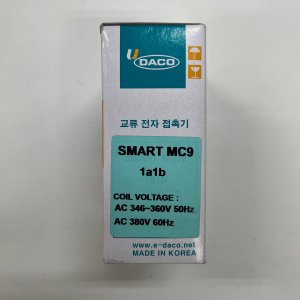 DACO
교류 전자 접촉기
SMART MC9
1a1b
COIL VOLTAGE :
AC 346~360V 50Hz
AC 380V 60Hz
www.e-daco.net
MADE IN KOREA